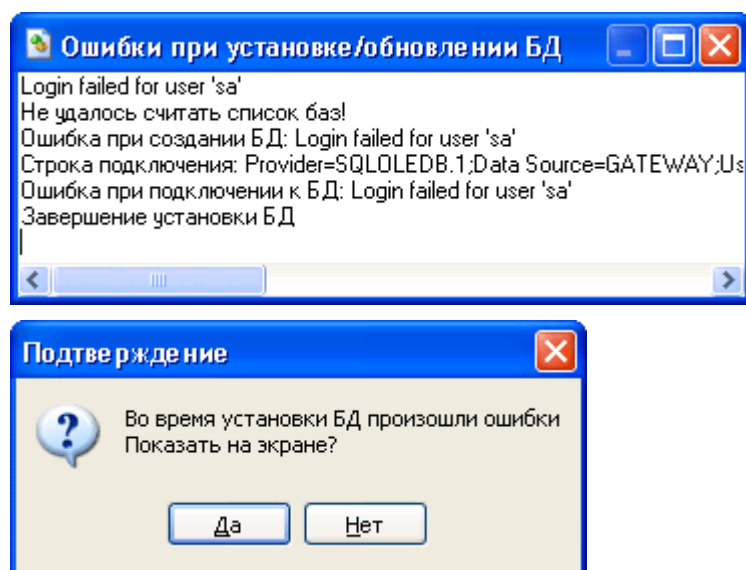 Ошибки при установке/обновлении БД
Login failed for user 'sa'
Не удалось считать список баз!
Ошибка при создании БД: Login failed for user 'sa'
Строка подключения: Provider=SQLOLEDB.1;Data Source=GATEWAY;Us
Ошибка при подключении к БД: Login failed for user 'sa'
Завершение установки БД
Подтверждение
Во время установки БД произошли ошибки
Показать на экране?
Да
Нет